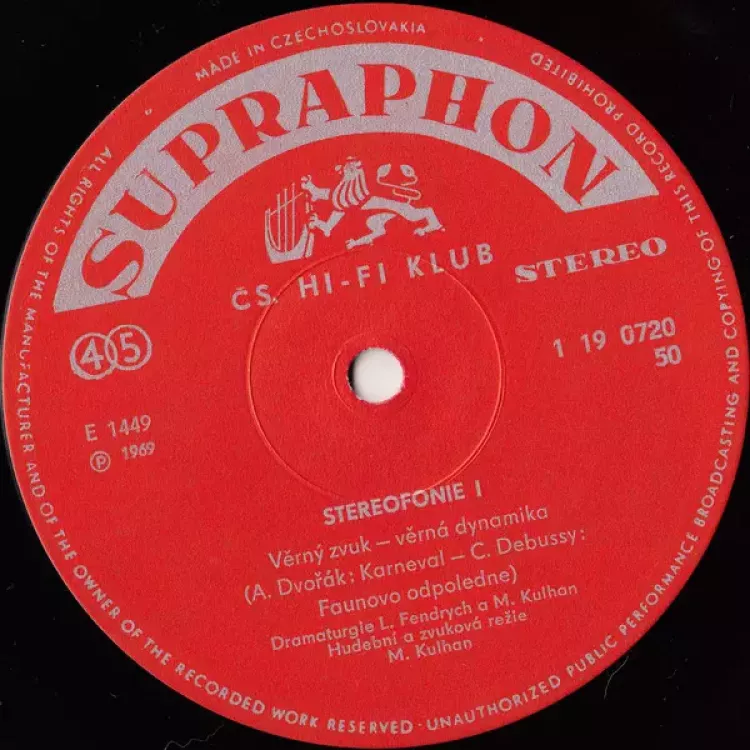 MADE IN CZECHOSLOVAKIA
SUPRAPHON
ČS. HI-FI KLUB
STEREO
45
1 19 0720
50
E 1449
Ⓟ 1969
STEREOFONIE I
Věrný zvuk – věrná dynamika
(A. Dvořák: Karneval – C. Debussy:
Faunovo odpoledne)
Dramaturgie L. Fendrych a M. Kulhan
Hudební a zvuková režie
M. Kulhan
ALL RIGHTS OF THE MANUFACTURER AND OF THE OWNER OF THE RECORDED WORK RESERVED · UNAUTHORIZED PUBLIC PERFORMANCE BROADCASTING AND COPYING OF THIS RECORD PROHIBITED